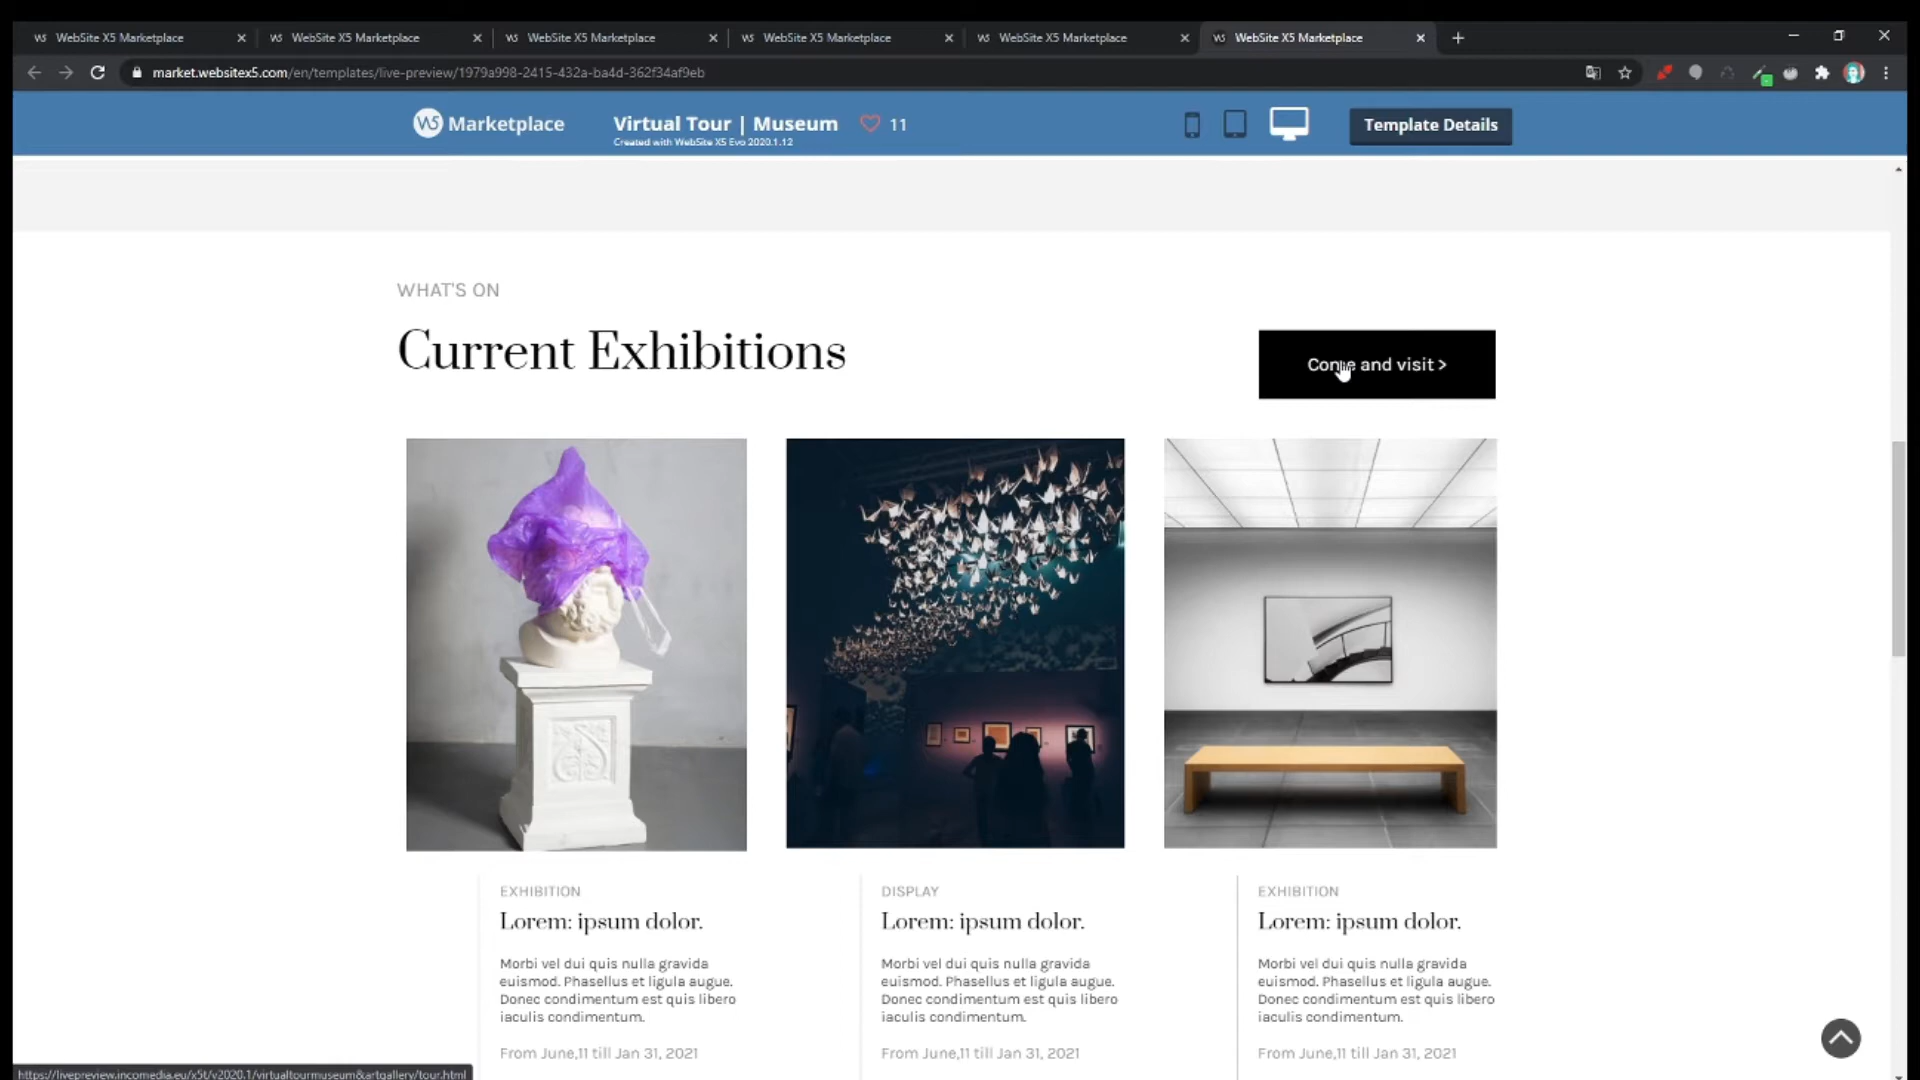 WebSite X5 Marketplace
WebSite X5 Marketplace
WebSite X5 Marketplace
WebSite X5 Marketplace
WebSite X5 Marketplace
WebSite X5 Marketplace
market.websitex5.com/en/templates/live-preview/1979a998-2415-432a-ba4d-362f34af9eb
Marketplace
Virtual Tour | Museum
11
Created with WebSite X5 Evo 2020.1.12
Template Details
WHAT'S ON
Current Exhibitions
Come and visit >
EXHIBITION
Lorem: ipsum dolor.
Morbi vel dui quis nulla gravida
euismod. Phasellus et ligula augue.
Donec condimentum est quis libero
iaculis condimentum.
From June,11 till Jan 31, 2021
DISPLAY
Lorem: ipsum dolor.
Morbi vel dui quis nulla gravida
euismod. Phasellus et ligula augue.
Donec condimentum est quis libero
iaculis condimentum.
From June,11 till Jan 31, 2021
EXHIBITION
Lorem: ipsum dolor.
Morbi vel dui quis nulla gravida
euismod. Phasellus et ligula augue.
Donec condimentum est quis libero
iaculis condimentum.
From June,11 till Jan 31, 2021
https://livepreview.incomedia.eu/x5t/v2020.1/virtualtourmuseum&artgallery/tour.html